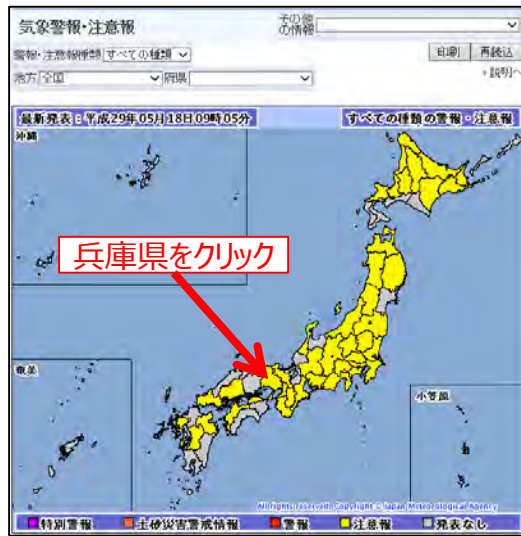 気象警報・注意報
その他の情報
警報・注意報種類 すべての種類
印刷 再読込
地方 全国 府県
説明へ
最新発表：平成29年05月18日09時05分 すべての種類の警報・注意報
沖縄
兵庫県をクリック
奄美
小笠原
All rights reserved. Copyright © Japan Meteorological Agency
特別警報 土砂災害警戒情報 警報 注意報 発表なし